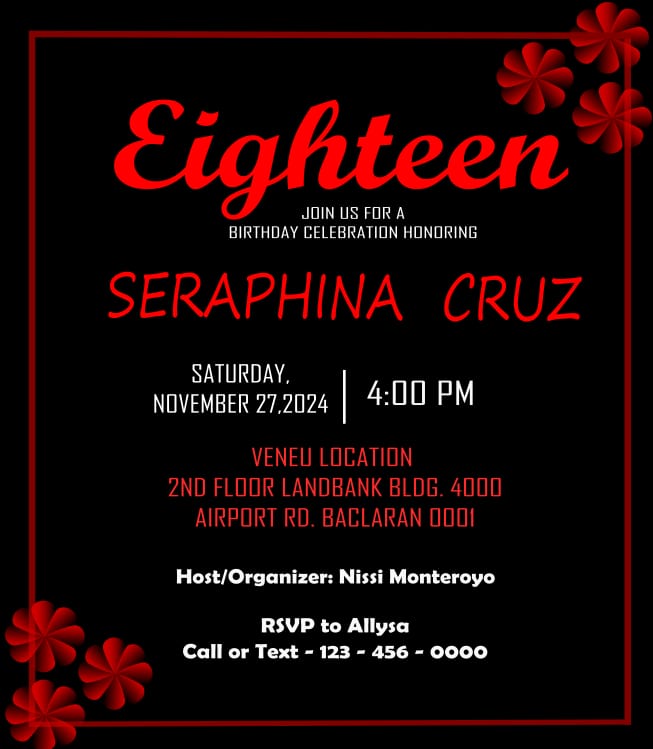 Eighteen
JOIN US FOR A
BIRTHDAY CELEBRATION HONORING
SERAPHINA CRUZ
SATURDAY,
NOVEMBER 27,2024
4:00 PM
VENEU LOCATION
2ND FLOOR LANDBANK BLDG. 4000
AIRPORT RD. BACLARAN 0001
Host/Organizer: Nissi Monteroyo
RSVP to Allysa
Call or Text - 123 - 456 - 0000